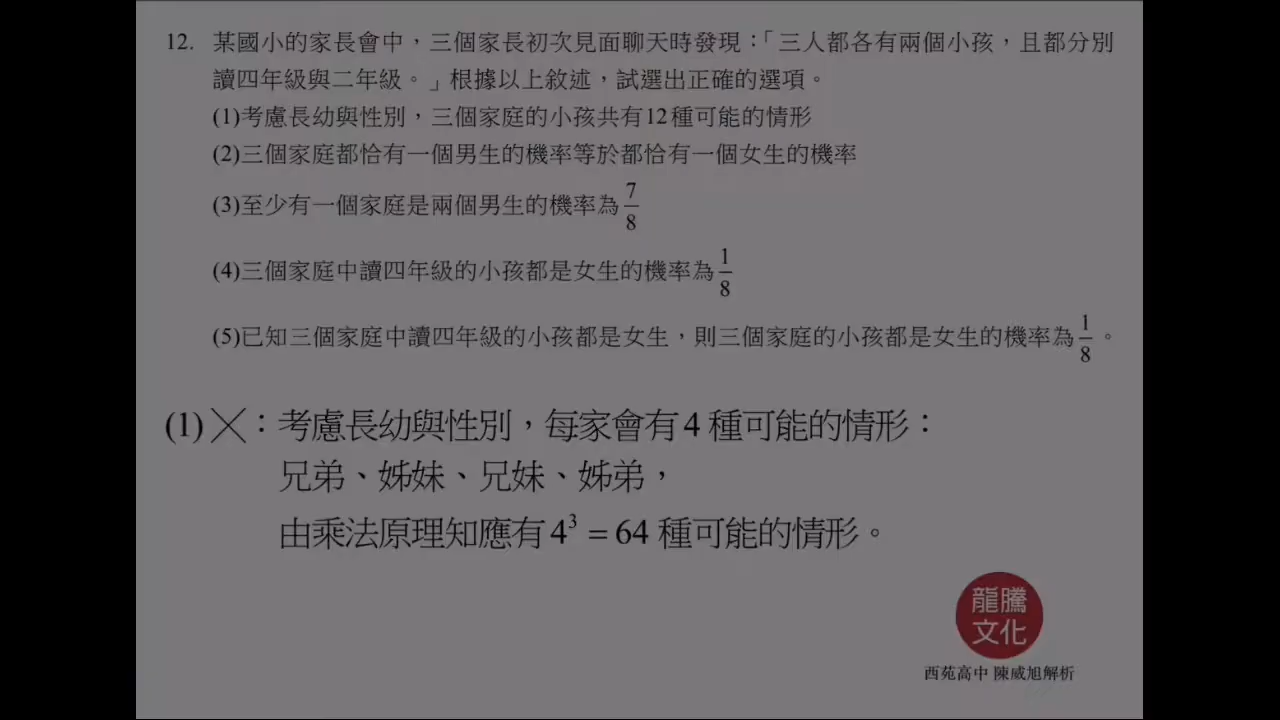 12. 某國小的家長會中，三個家長初次見面聊天時發現：「三人都各有兩個小孩，且都分別
讀四年級與二年級。」根據以上敘述，試選出正確的選項。
(1)考慮長幼與性別，三個家庭的小孩共有12種可能的情形
(2)三個家庭都恰有一個男生的機率等於都恰有一個女生的機率
(3)至少有一個家庭是兩個男生的機率為7/8
(4)三個家庭中讀四年級的小孩都是女生的機率為1/8
(5)已知三個家庭中讀四年級的小孩都是女生，則三個家庭的小孩都是女生的機率為1/8。
(1)╳：考慮長幼與性別，每家會有4種可能的情形：
兄弟、姊妹、兄妹、姊弟，
由乘法原理知應有4³=64種可能的情形。
龍騰
文化
西苑高中 陳威旭解析